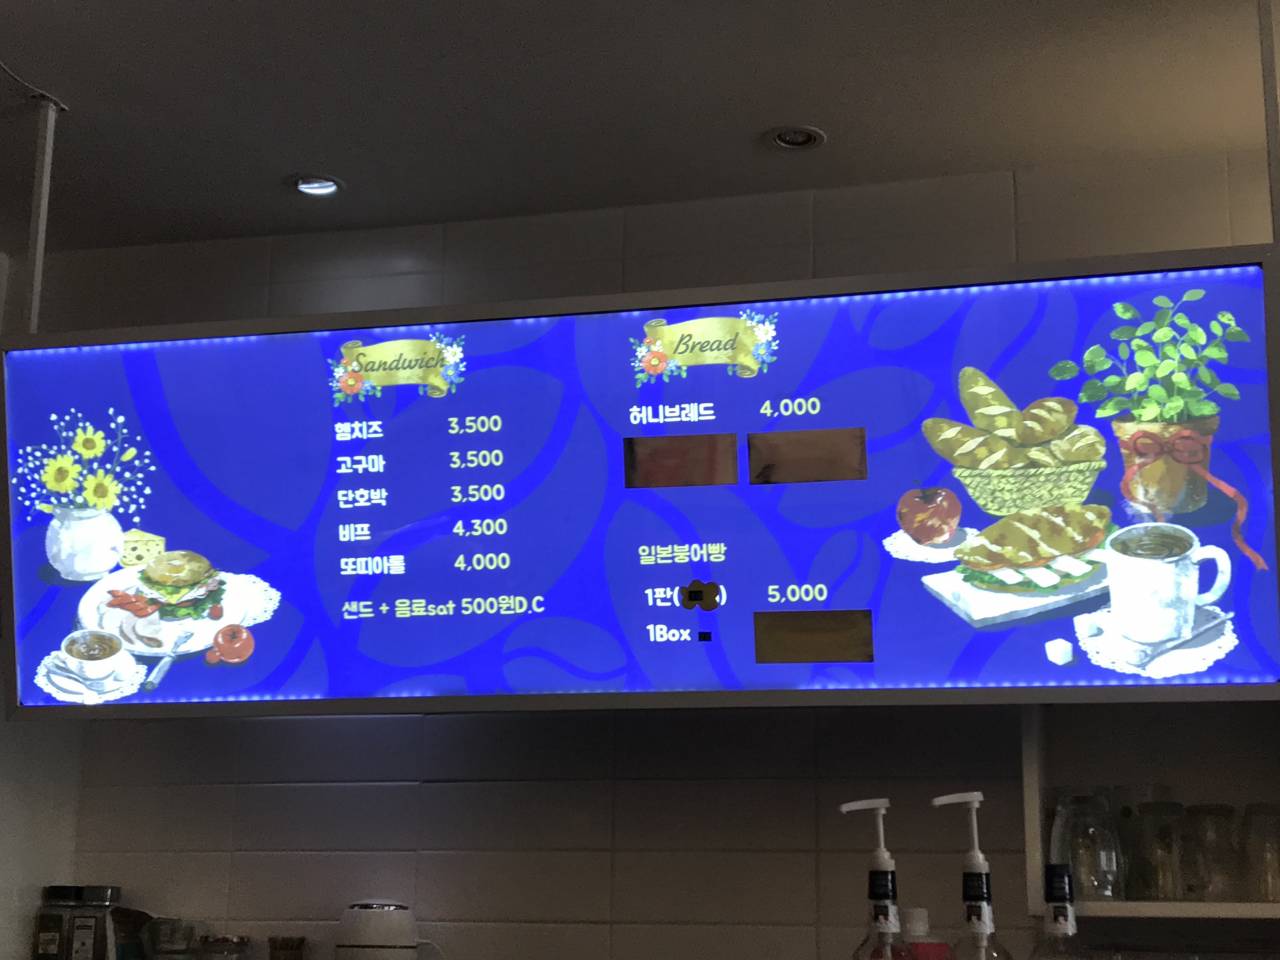 Sandwich
햄치즈 3,500
고구마 3,500
단호박 3,500
비프 4,300
또띠아롤 4,000
샌드 + 음료sat 500원D.C
Bread
허니브레드 4,000
일본붕어빵
1판( ) 5,000
1Box